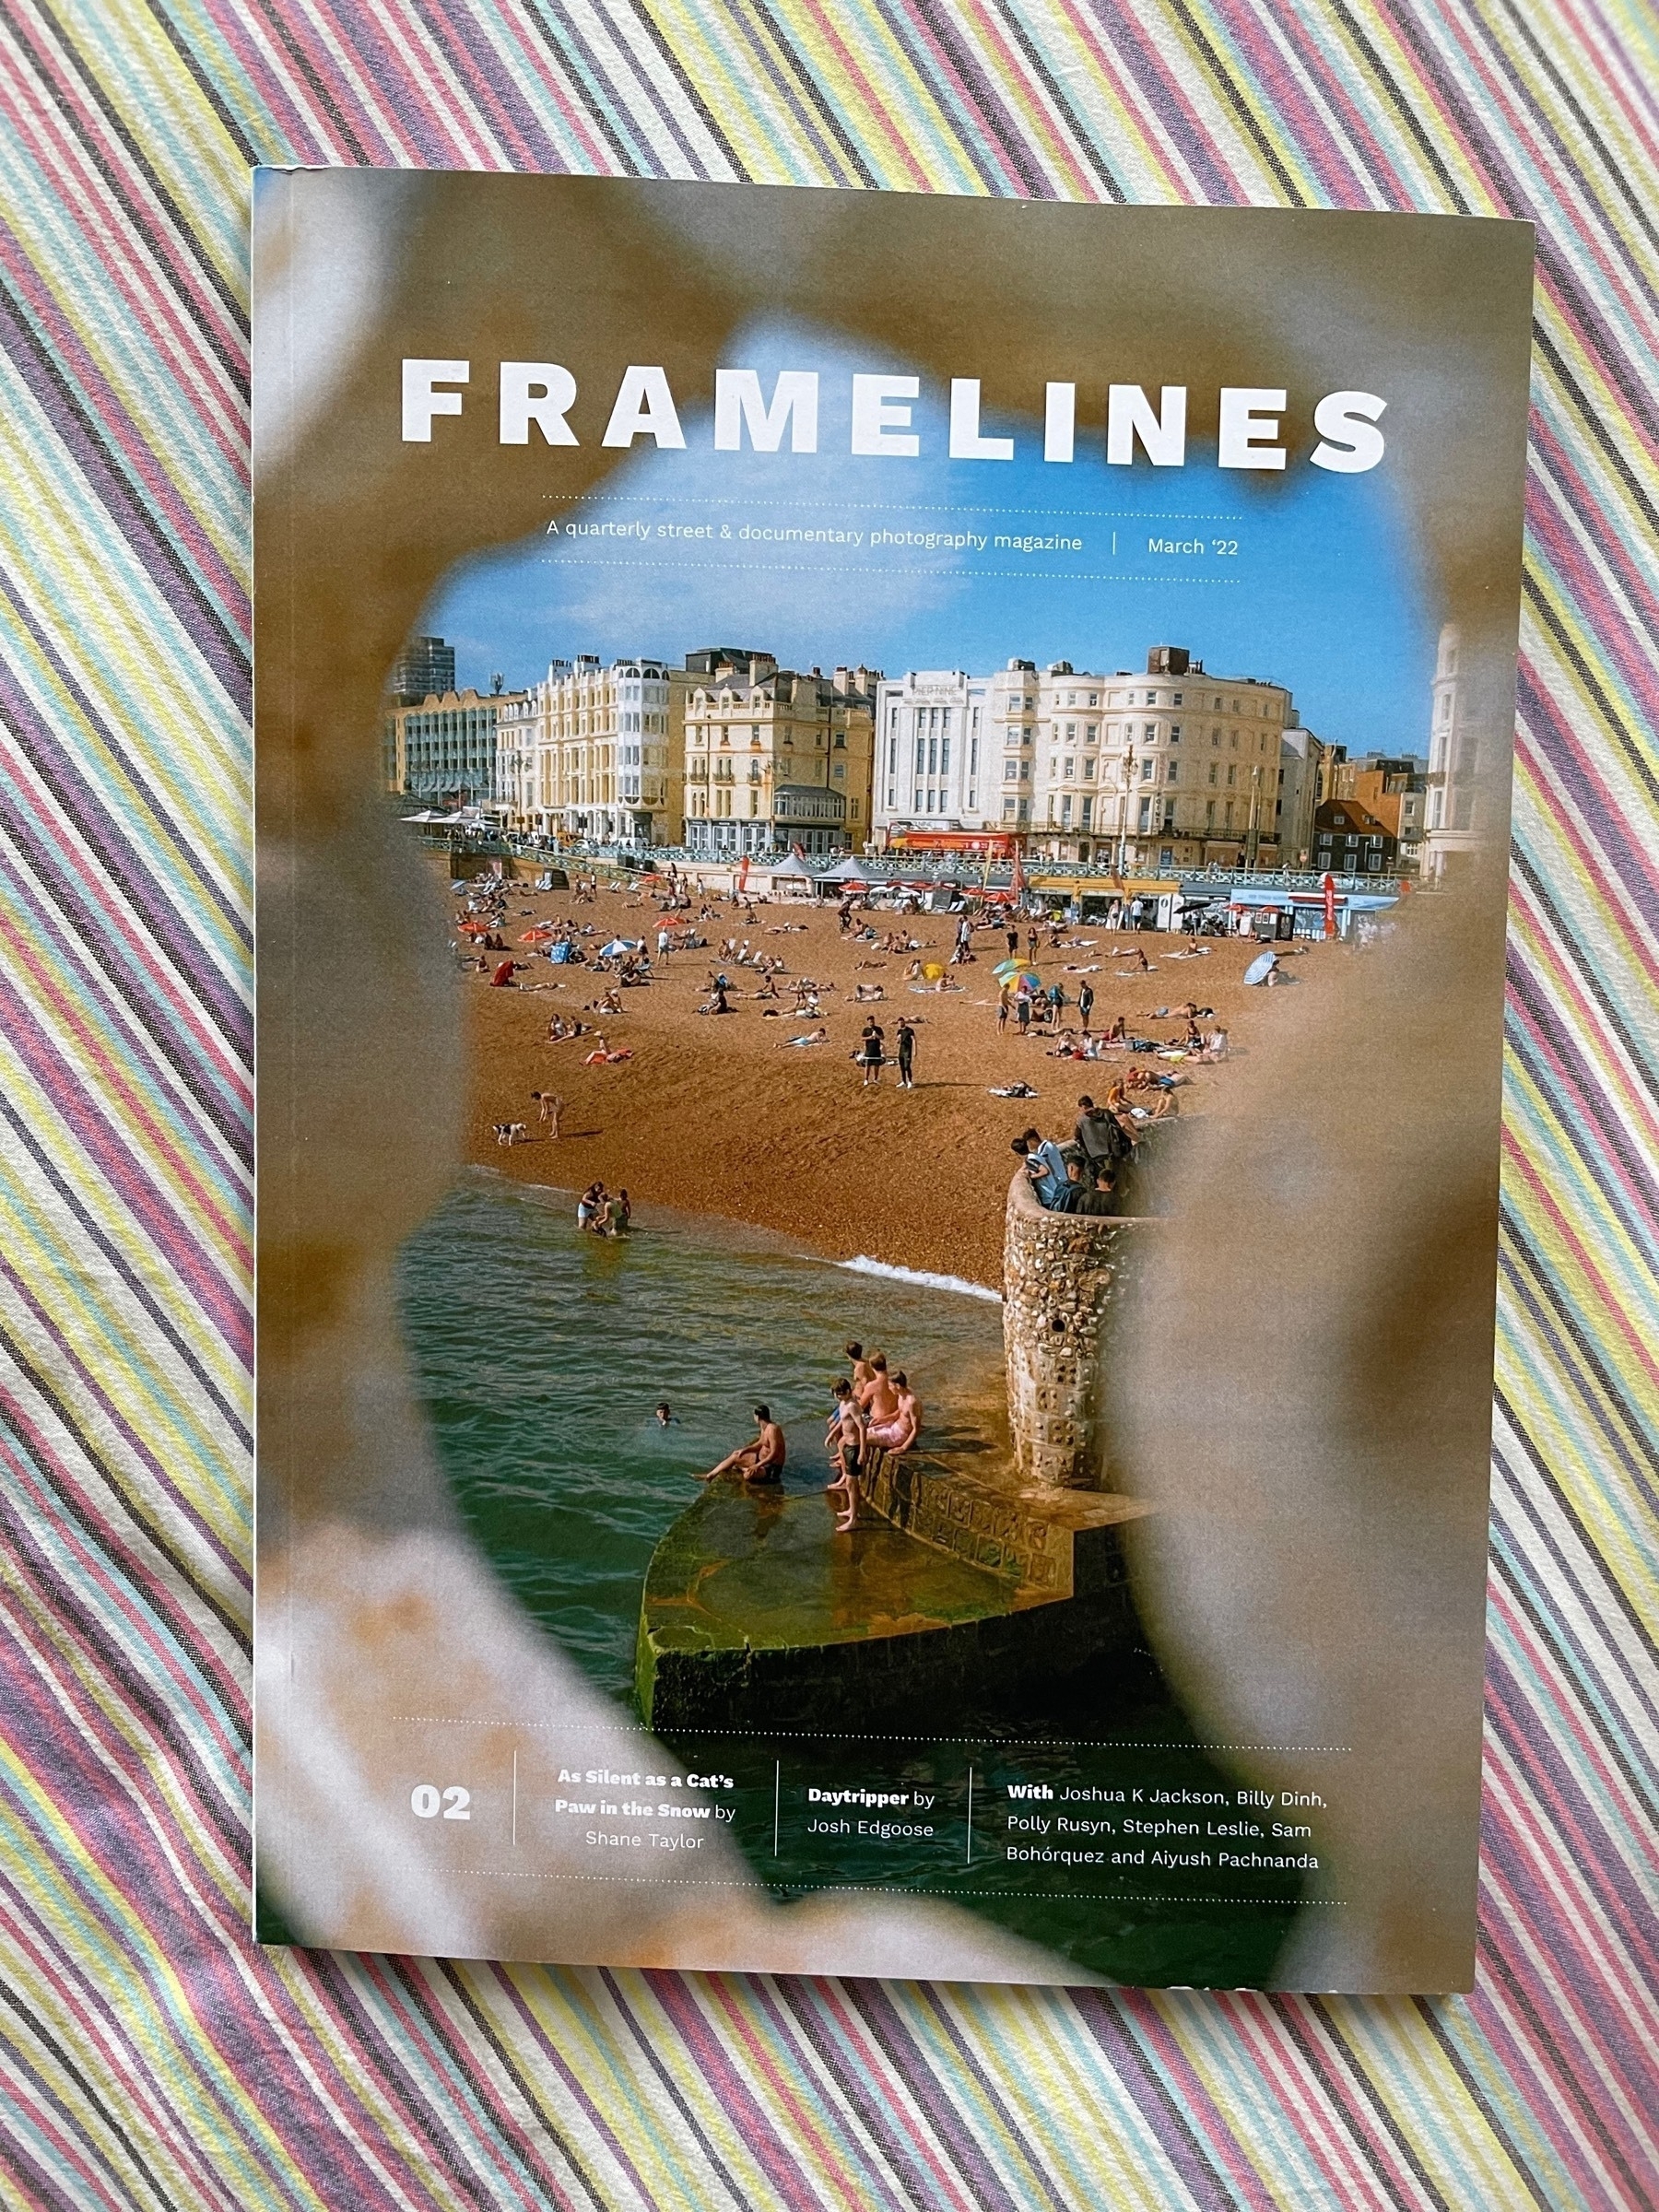 FRAMELINES
A quarterly street & documentary photography magazine | March ‘22
PIER NINE
02
As Silent as a Cat’s
Paw in the Snow by
Shane Taylor
Daytripper by
Josh Edgoose
With Joshua K Jackson, Billy Dinh,
Polly Rusyn, Stephen Leslie, Sam
Bohórquez and Aiyush Pachnanda